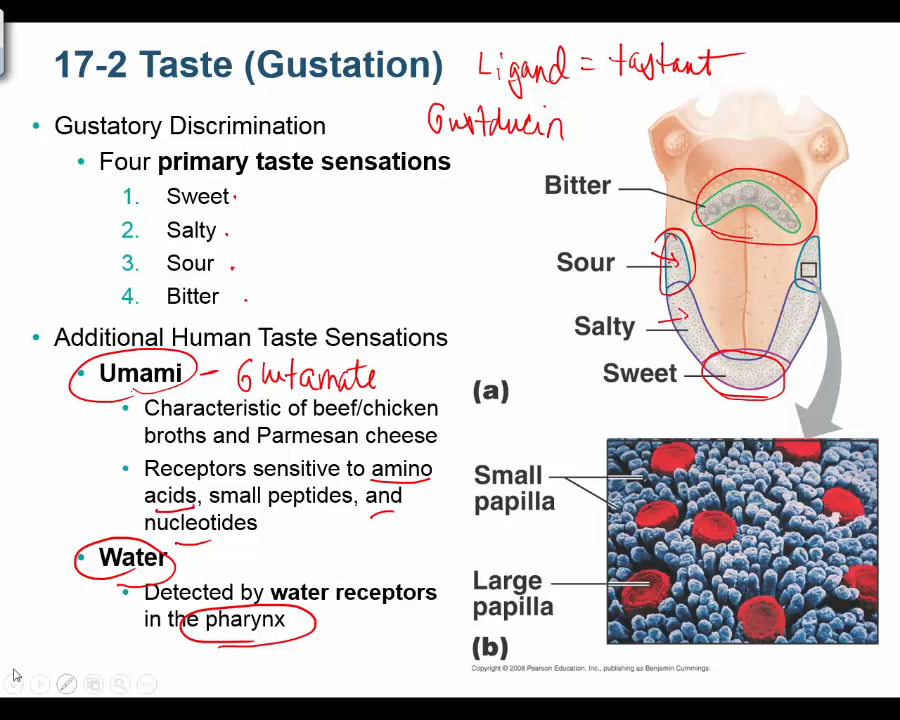 17-2 Taste (Gustation)
Ligand = tastant
Gustducin
• Gustatory Discrimination
• Four primary taste sensations
1. Sweet
2. Salty
3. Sour
4. Bitter
• Additional Human Taste Sensations
• Umami - Glutamate
• Characteristic of beef/chicken
broths and Parmesan cheese
• Receptors sensitive to amino
acids, small peptides, and
nucleotides
• Water
• Detected by water receptors
in the pharynx
Bitter
Sour
Salty
Sweet
(a)
Small
papilla
Large
papilla
(b)
Copyright © 2008 Pearson Education, Inc., publishing as Benjamin Cummings.